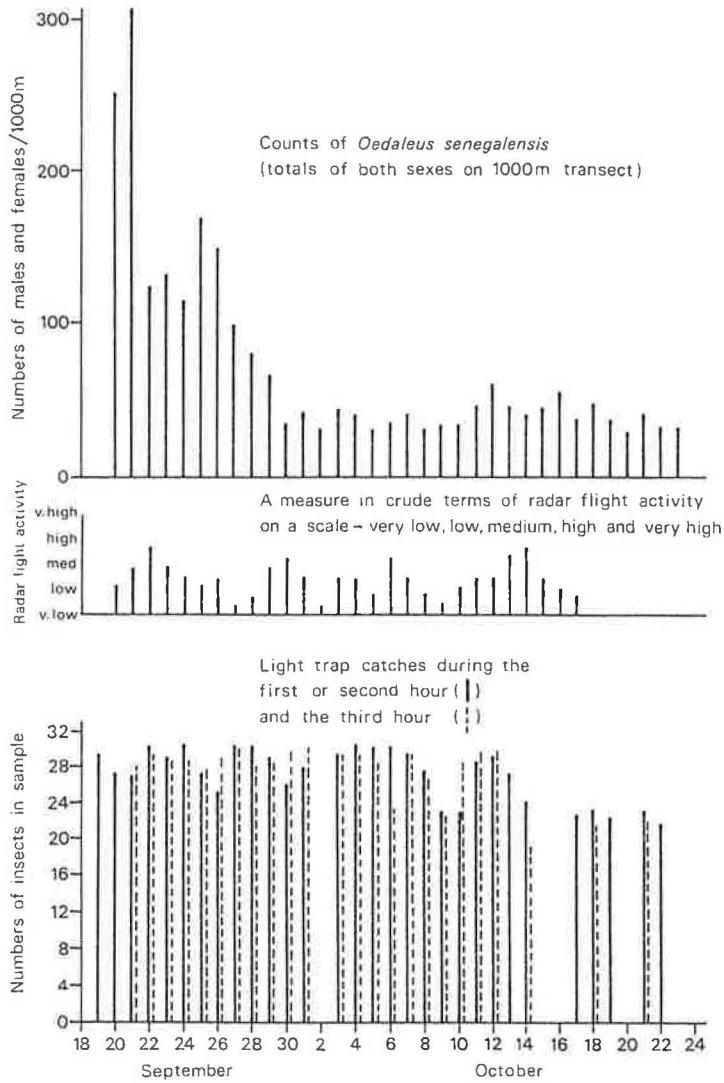 300
200
100
0
Numbers of males and females/1000m
Counts of Oedaleus senegalensis
(totals of both sexes on 1000m transect)
Radar flight activity
v. high
high
med
low
v. low
A measure in crude terms of radar flight activity
on a scale – very low, low, medium, high and very high
Light trap catches during the
first or second hour ( )
and the third hour ( )
Numbers of insects in sample
32
28
24
20
16
12
8
4
0
18 20 22 24 26 28 30 2 4 6 8 10 12 14 16 18 20 22 24
September October